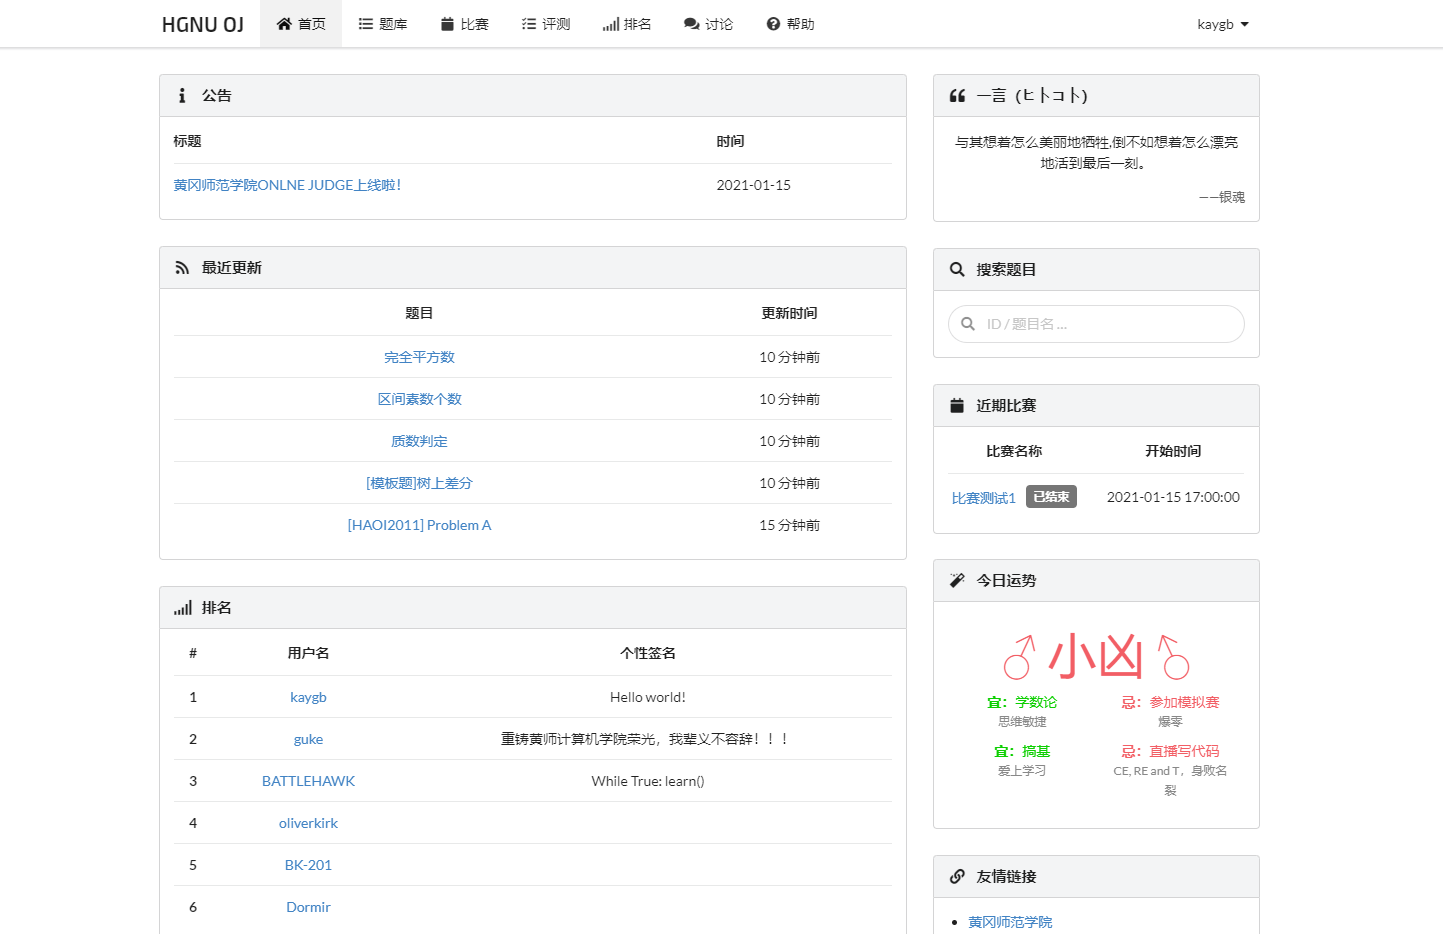 HGNU OJ 首页 题库 比赛 评测 排名 讨论 帮助 kaygb
公告
标题 时间
黄冈师范学院ONLNE JUDGE上线啦！ 2021-01-15
最近更新
题目 更新时间
完全平方数 10 分钟前
区间素数个数 10 分钟前
质数判定 10 分钟前
[模板题]树上差分 10 分钟前
[HAOI2011] Problem A 15 分钟前
排名
# 用户名 个性签名
1 kaygb Hello world!
2 guke 重铸黄师计算机学院荣光，我辈义不容辞！！！
3 BATTLEHAWK While True: learn()
4 oliverkirk
5 BK-201
6 Dormir
一言（ヒトコト）
与其想着怎么美丽地牺牲,倒不如想着怎么漂亮
地活到最后一刻。
——银魂
搜索题目
ID / 题目名 ...
近期比赛
比赛名称 开始时间
比赛测试1 已结束 2021-01-15 17:00:00
今日运势
♂小凶♂
宜：学数论 忌：参加模拟赛
思维敏捷 爆零
宜：搞基 忌：直播写代码
爱上学习 CE, RE and T，身败名
裂
友情链接
黄冈师范学院